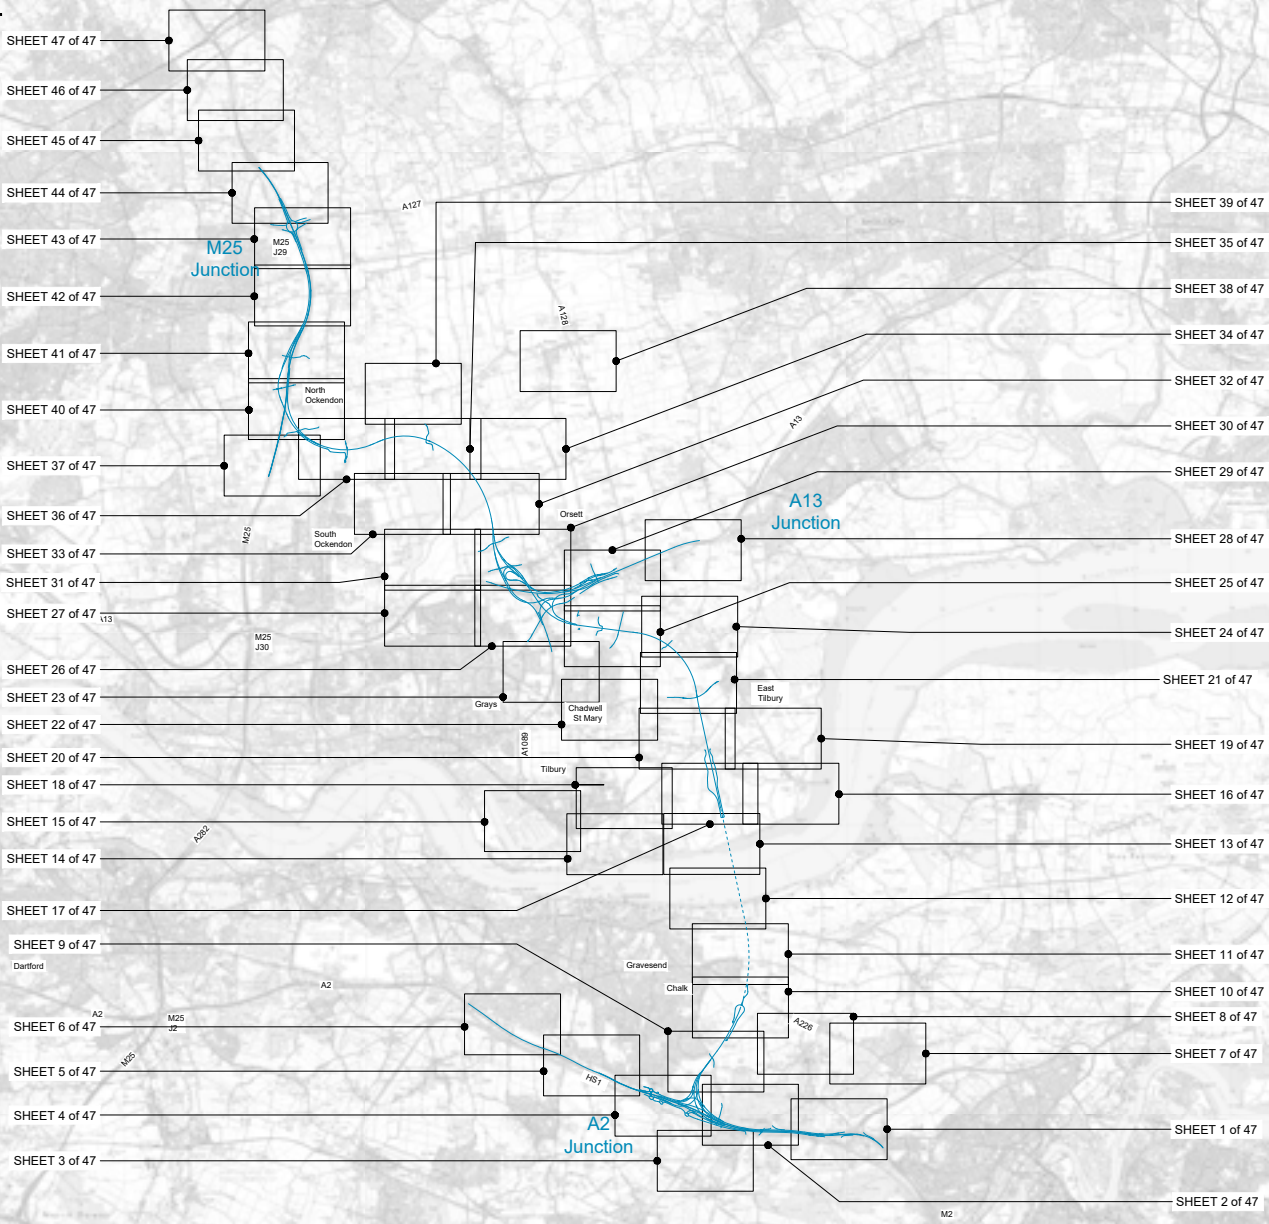 SHEET 47 of 47
SHEET 46 of 47
SHEET 45 of 47
SHEET 44 of 47
SHEET 43 of 47
SHEET 42 of 47
SHEET 41 of 47
SHEET 40 of 47
SHEET 37 of 47
SHEET 36 of 47
SHEET 33 of 47
SHEET 31 of 47
SHEET 27 of 47
SHEET 26 of 47
SHEET 23 of 47
SHEET 22 of 47
SHEET 20 of 47
SHEET 18 of 47
SHEET 15 of 47
SHEET 14 of 47
SHEET 17 of 47
SHEET 9 of 47
SHEET 6 of 47
SHEET 5 of 47
SHEET 4 of 47
SHEET 3 of 47
M25
Junction
M25
J29
A127
A128
North
Ockendon
A13
M25
South
Ockendon
Orsett
A13
Junction
A13
M25
J30
Grays
Chadwell
St Mary
East
Tilbury
A1089
Tilbury
A282
Dartford
Gravesend
Chalk
A2
A2
M25
J2
M25
A226
HS1
A2
Junction
M2
SHEET 39 of 47
SHEET 35 of 47
SHEET 38 of 47
SHEET 34 of 47
SHEET 32 of 47
SHEET 30 of 47
SHEET 29 of 47
SHEET 28 of 47
SHEET 25 of 47
SHEET 24 of 47
SHEET 21 of 47
SHEET 19 of 47
SHEET 16 of 47
SHEET 13 of 47
SHEET 12 of 47
SHEET 11 of 47
SHEET 10 of 47
SHEET 8 of 47
SHEET 7 of 47
SHEET 1 of 47
SHEET 2 of 47